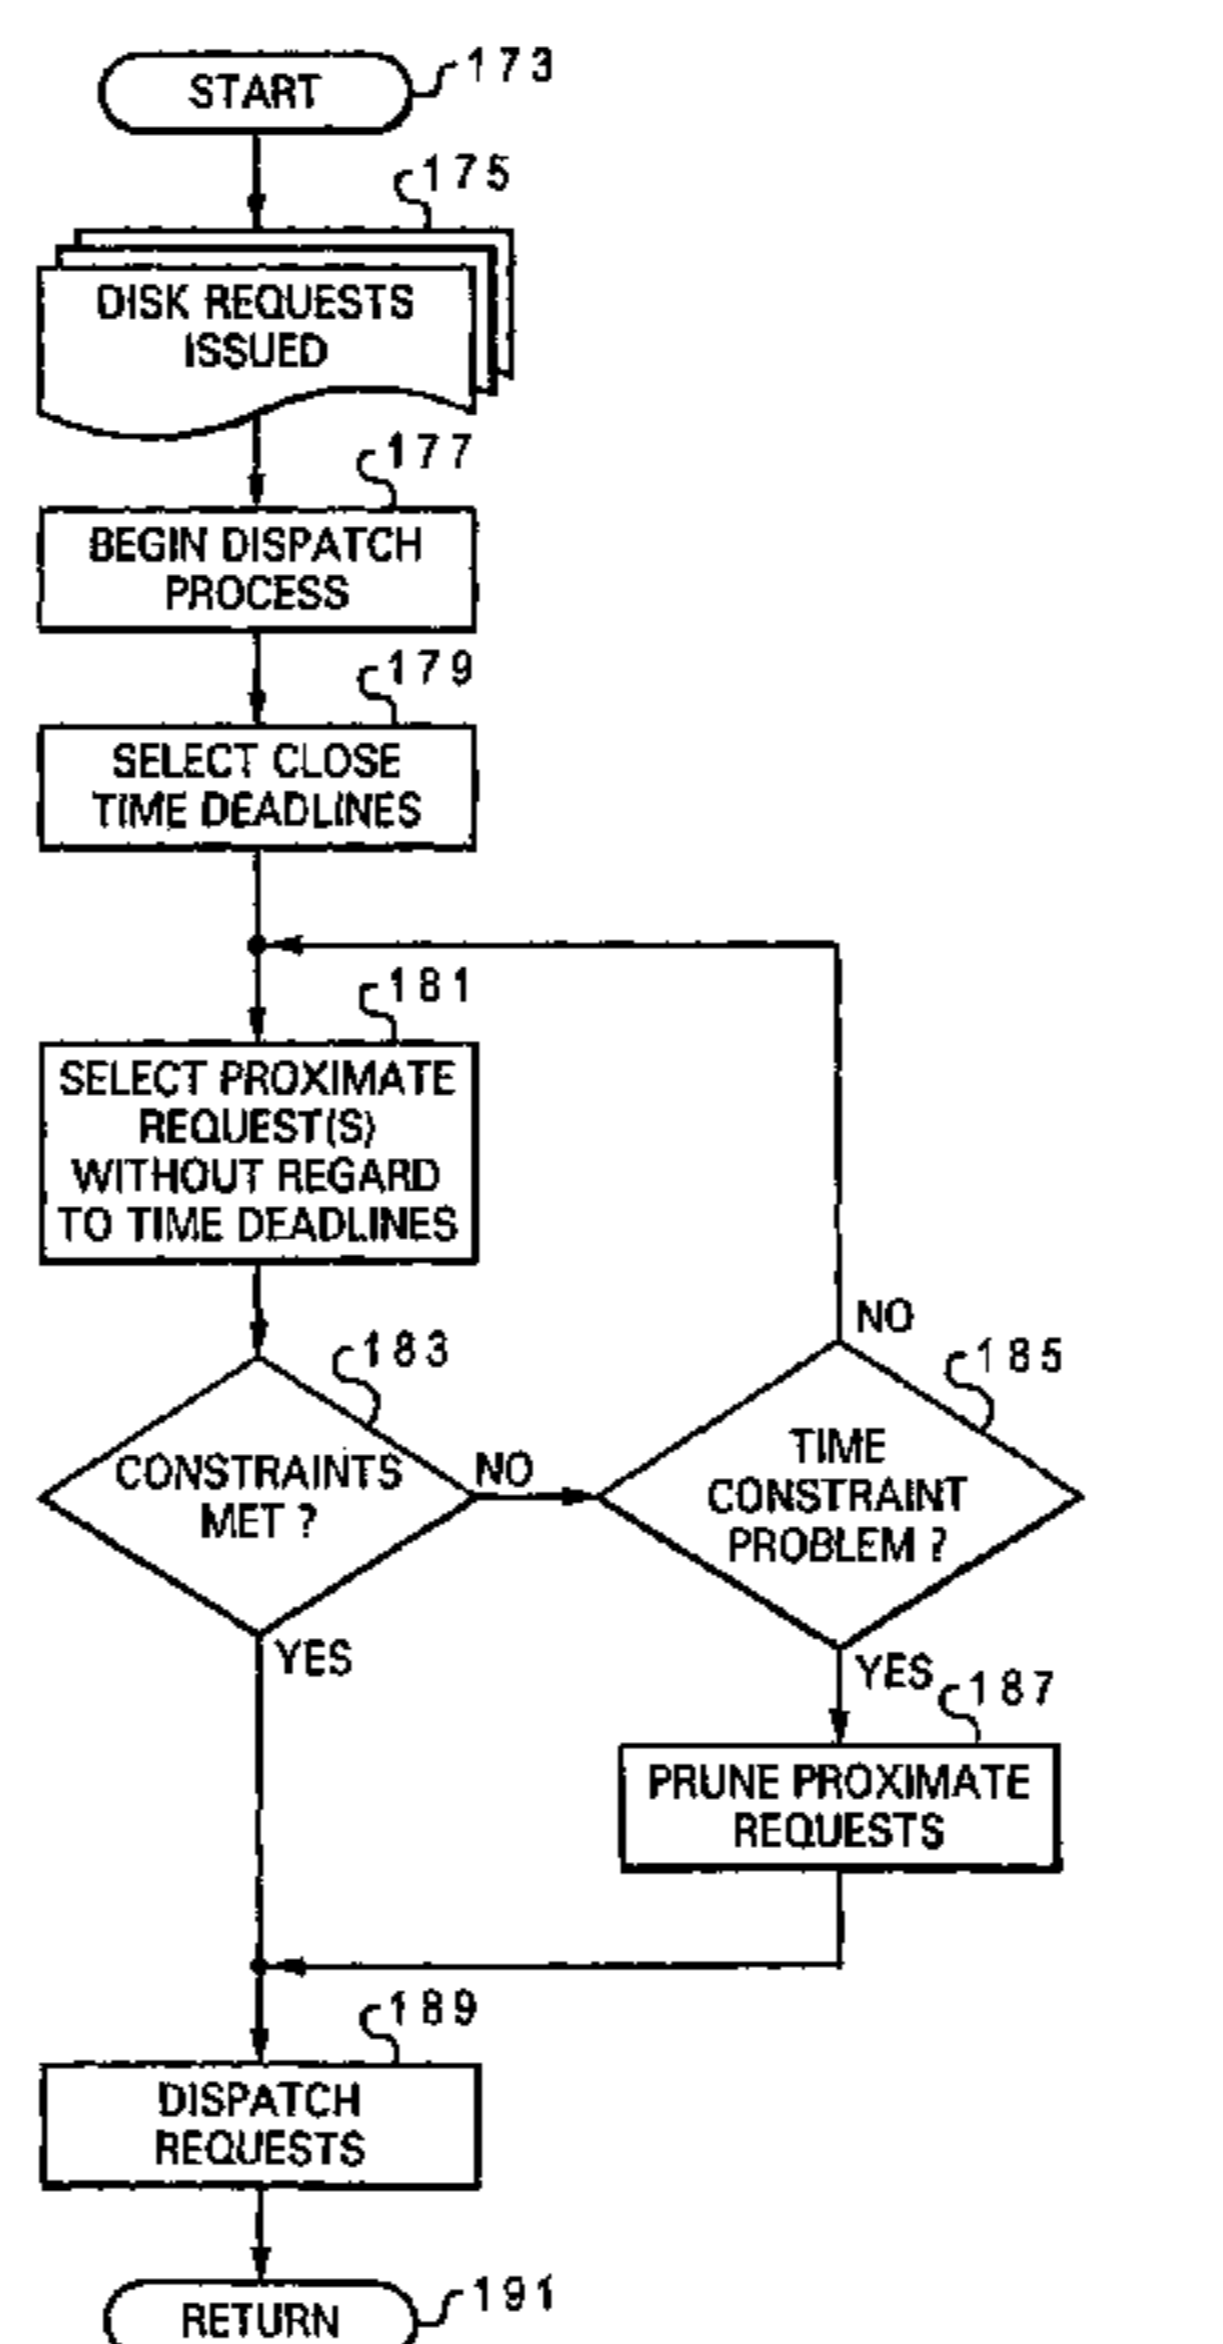 START
173
175
DISK REQUESTS
ISSUED
177
BEGIN DISPATCH
PROCESS
179
SELECT CLOSE
TIME DEADLINES
181
SELECT PROXIMATE
REQUEST(S)
WITHOUT REGARD
TO TIME DEADLINES
183
CONSTRAINTS
MET ?
NO
YES
NO
185
TIME
CONSTRAINT
PROBLEM ?
YES
187
PRUNE PROXIMATE
REQUESTS
189
DISPATCH
REQUESTS
RETURN
191